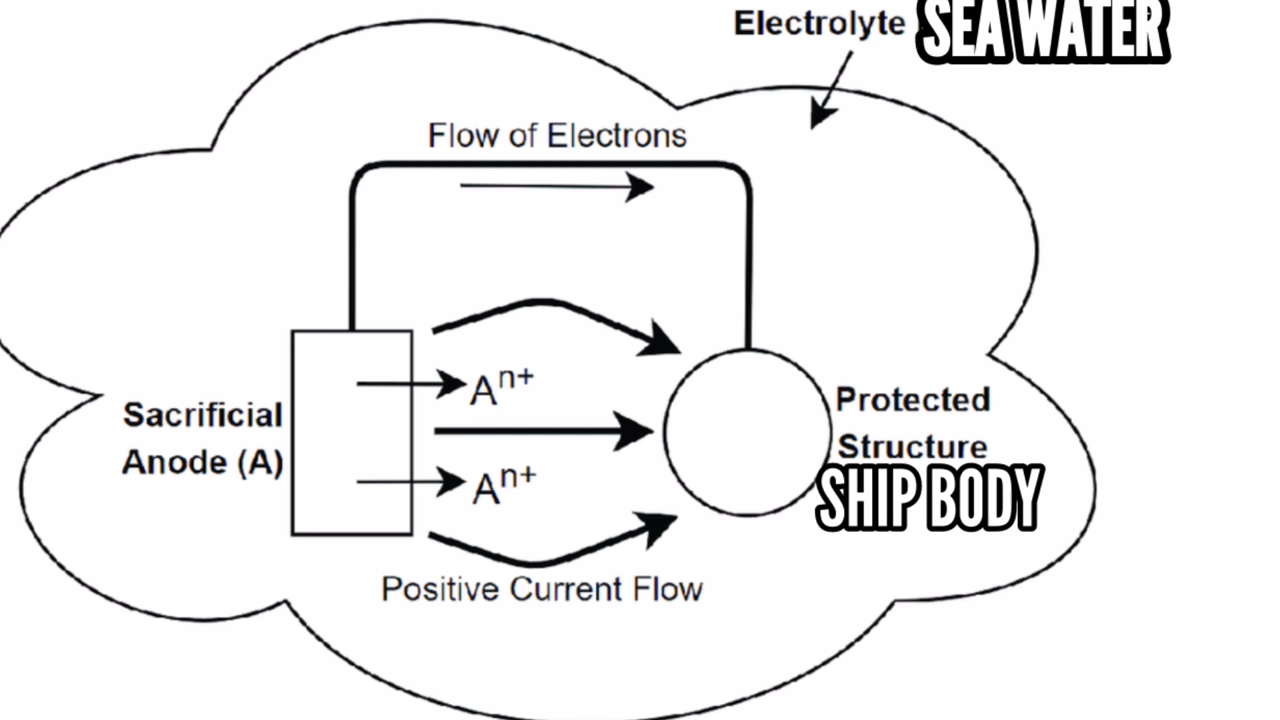 Electrolyte SEA WATER
Flow of Electrons
Aⁿ⁺
Sacrificial
Anode (A)
Aⁿ⁺
Protected
Structure
SHIP BODY
Positive Current Flow